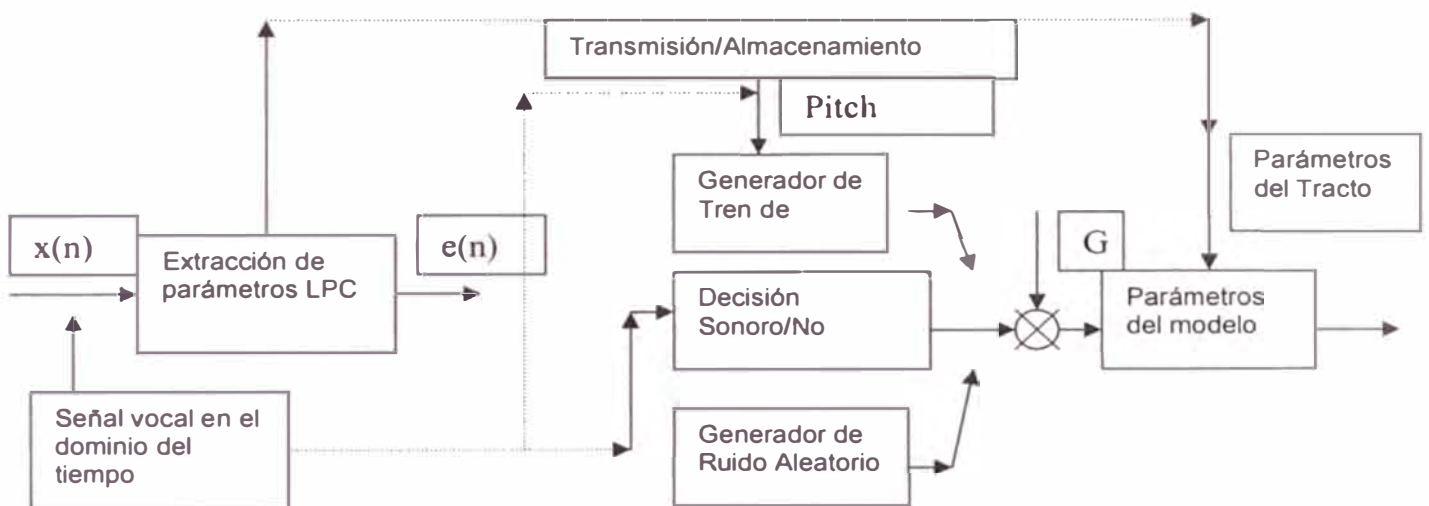 Transmisión/Almacenamiento
Pitch
Generador de
Tren de
Parámetros
del Tracto
x(n)
Extracción de
parámetros LPC
e(n)
G
Decisión
Sonoro/No
Parámetros
del modelo
Señal vocal en el
dominio del
tiempo
Generador de
Ruido Aleatorio